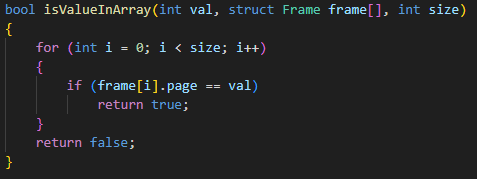 bool isValueInArray(int val, struct Frame frame[], int size)
{
    for (int i = 0; i < size; i++)
    {
        if (frame[i].page == val)
            return true;
    }
    return false;
}